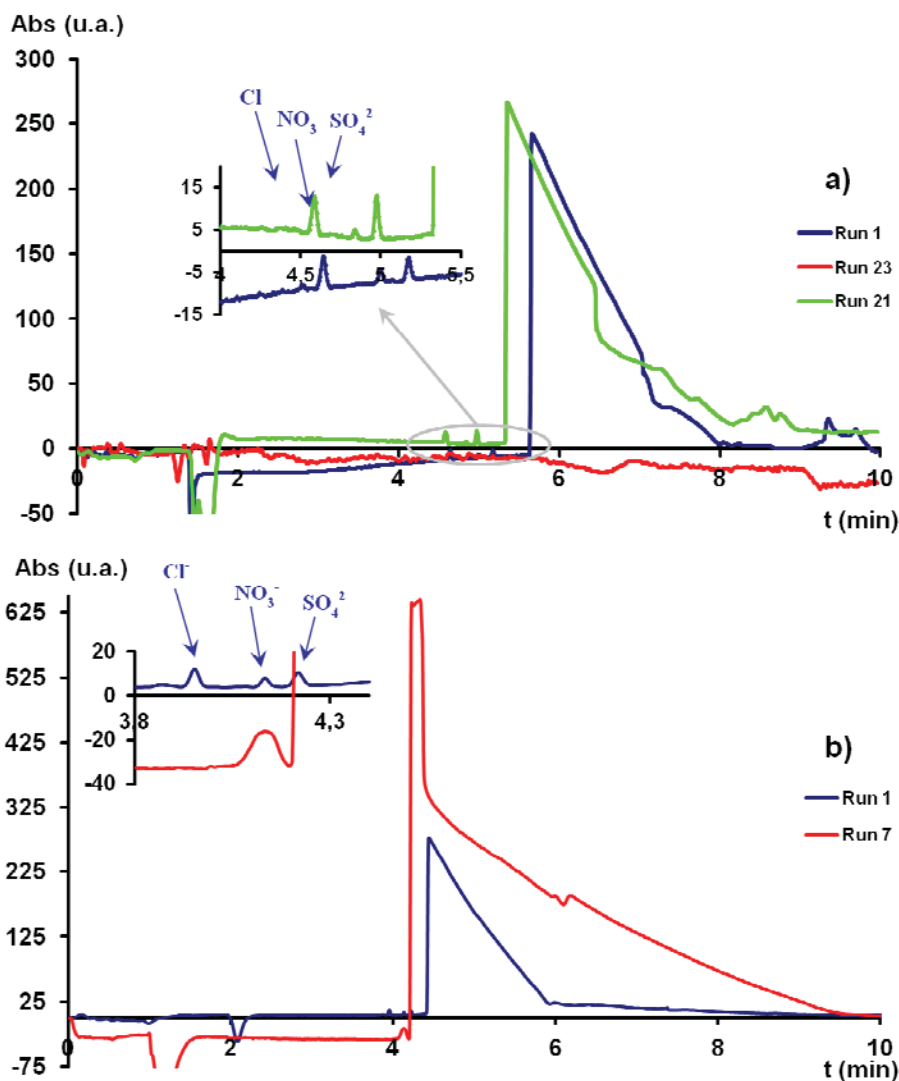 Abs (u.a.)
300
250
200
150
100
50
0
-50
0
2
4
6
8
10
t (min)
a)
Run 1
Run 23
Run 21
Cl
NO3
SO4 2
15
5
-5
-15
4
4,5
5
5,5
Abs (u.a.)
625
525
425
325
225
125
25
-75
0
2
4
6
8
10
t (min)
b)
Run 1
Run 7
Cl-
NO3-
SO4 2
20
0
-20
-40
3,8
4,3